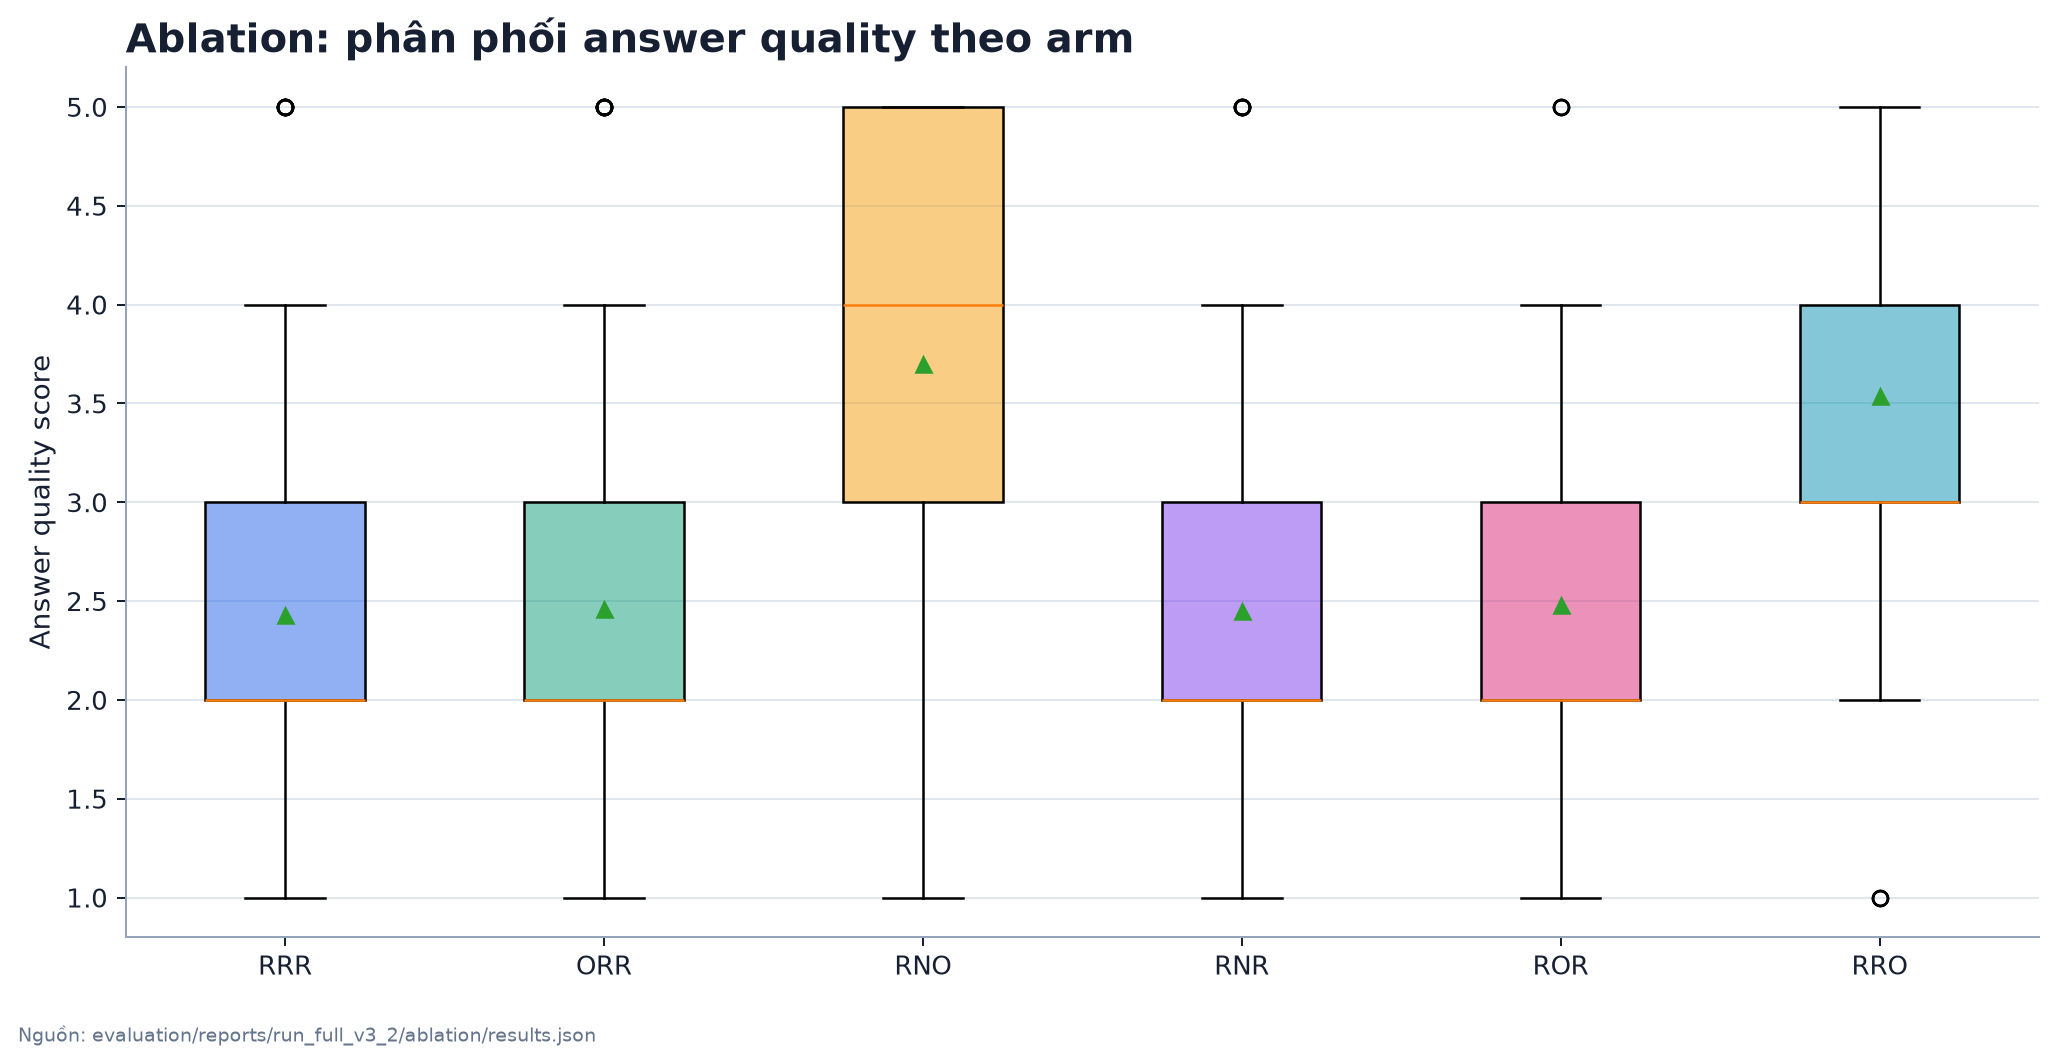 Ablation: phân phối answer quality theo arm
Answer quality score
5.0
4.5
4.0
3.5
3.0
2.5
2.0
1.5
1.0
RRR ORR RNO RNR ROR RRO
Nguồn: evaluation/reports/run_full_v3_2/ablation/results.json